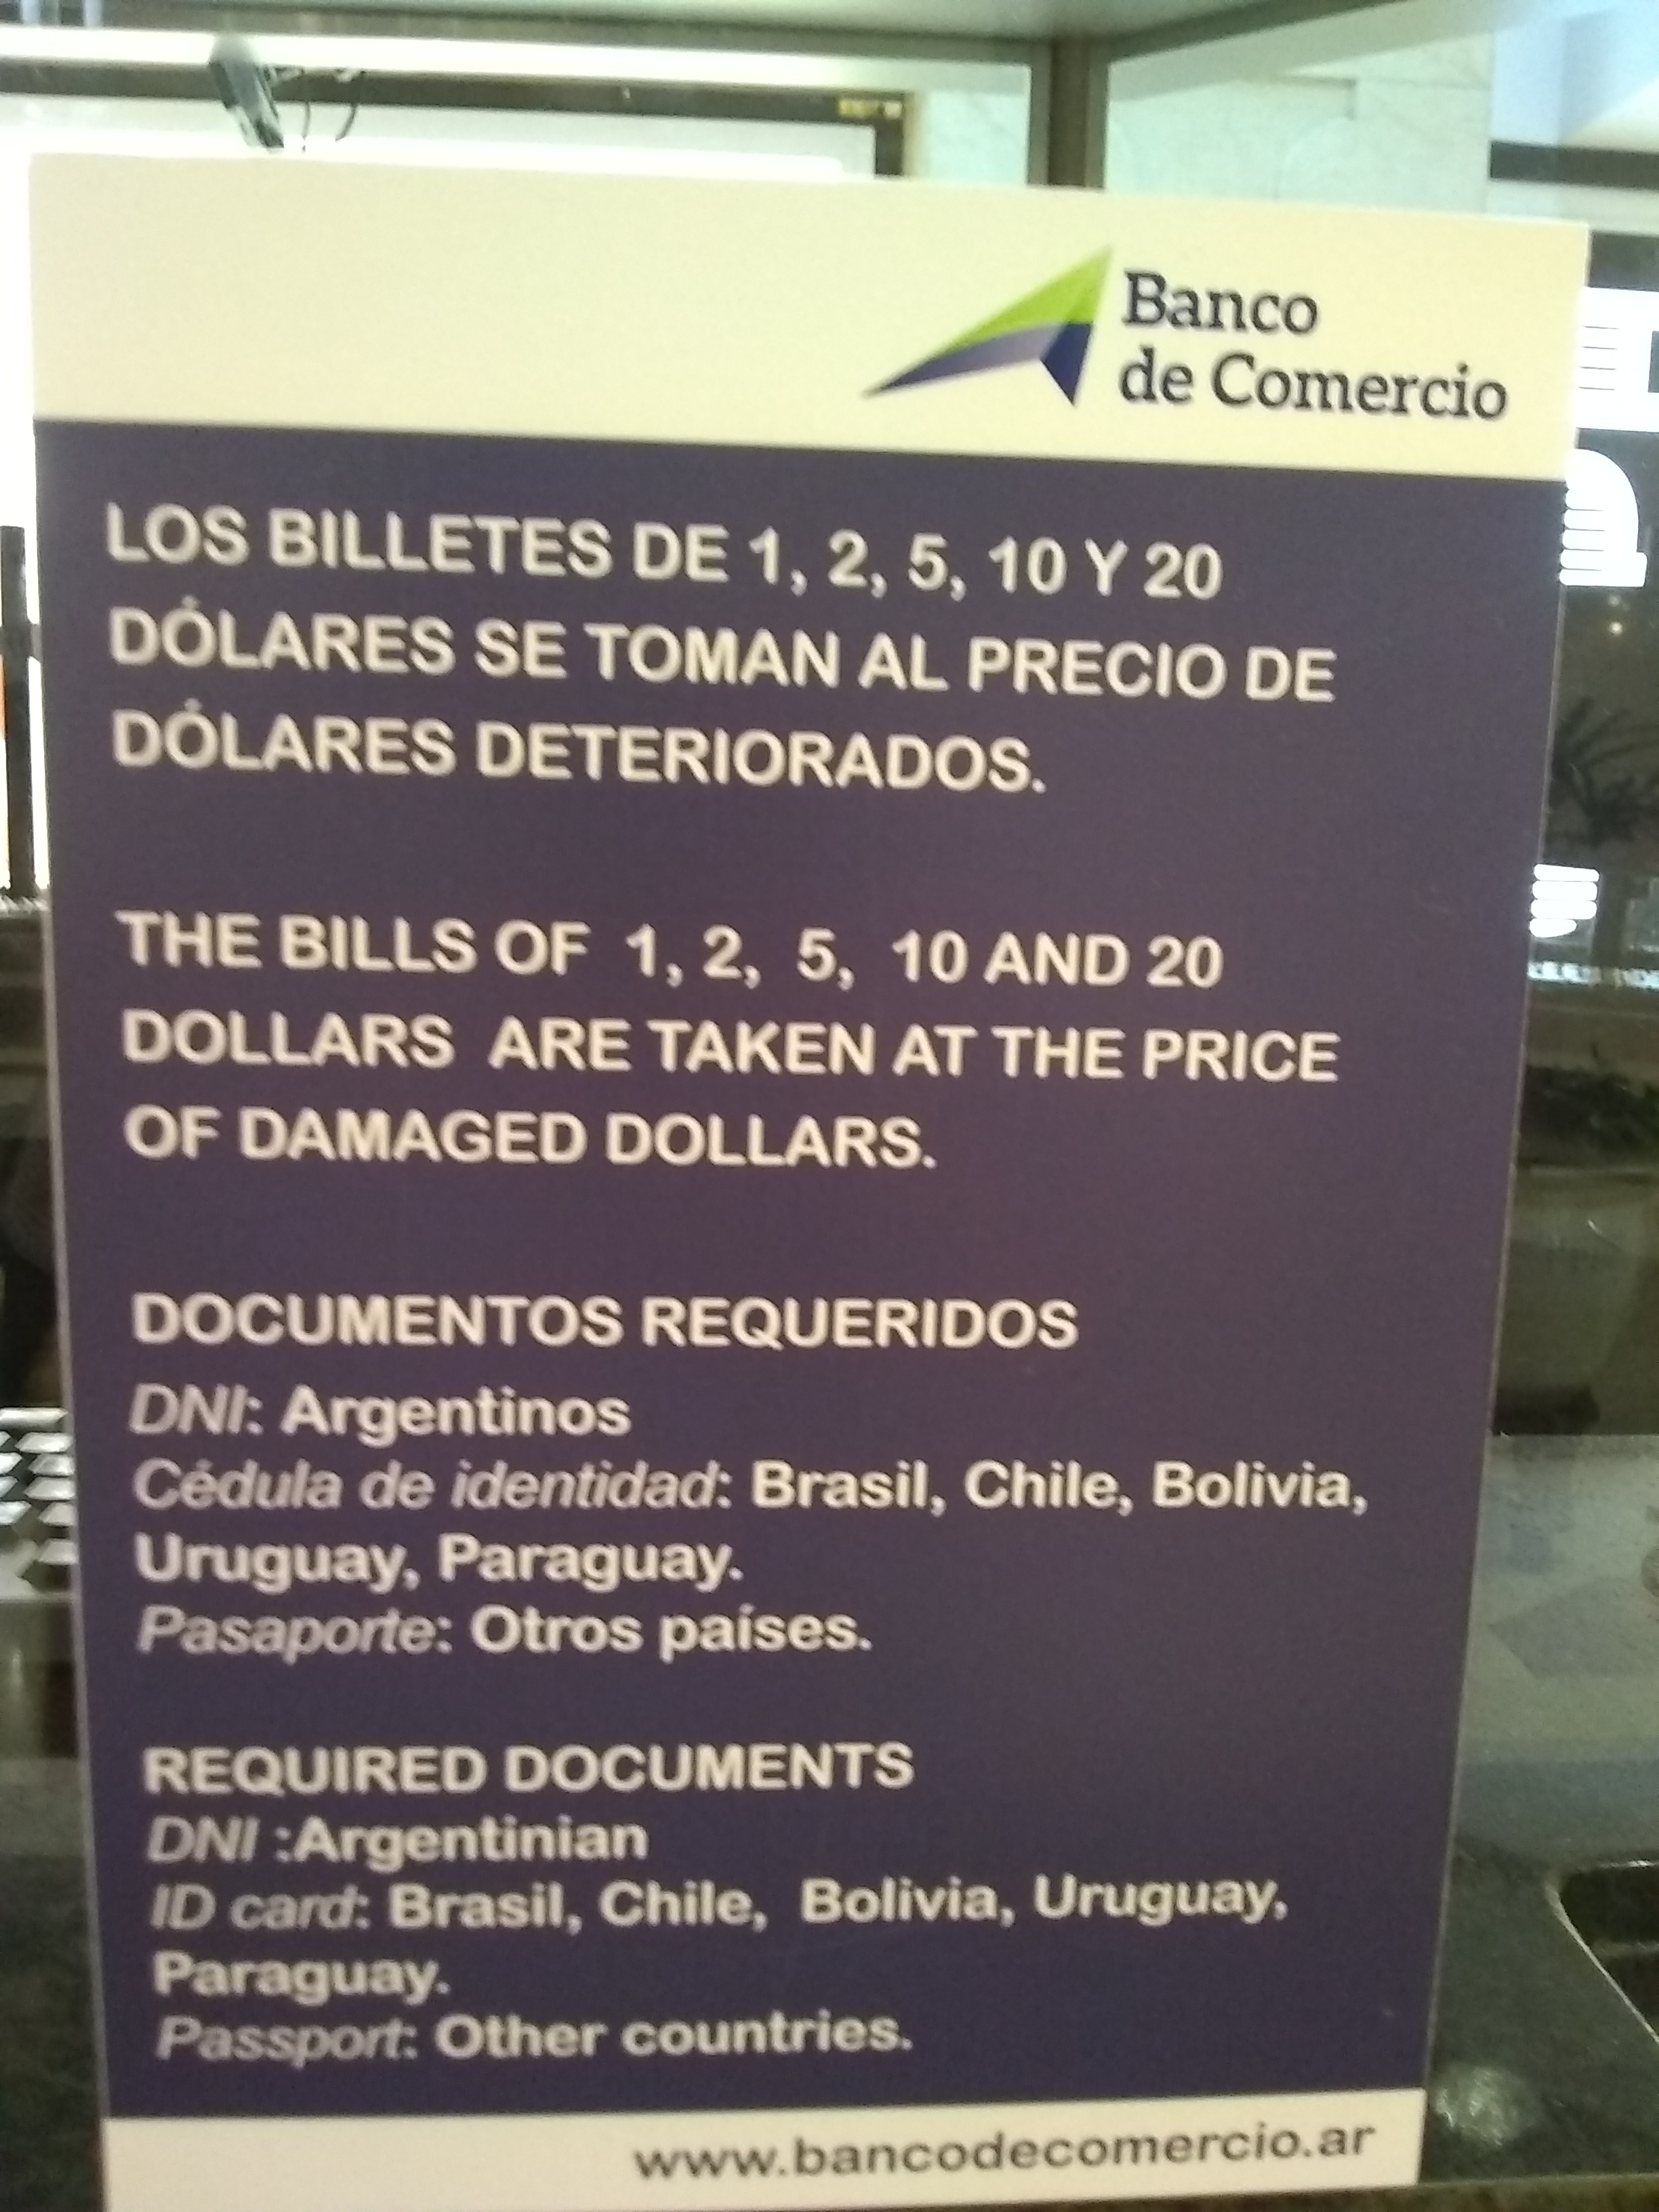 Banco
de Comercio
LOS BILLETES DE 1, 2, 5, 10 Y 20
DÓLARES SE TOMAN AL PRECIO DE
DÓLARES DETERIORADOS.
THE BILLS OF 1, 2, 5, 10 AND 20
DOLLARS ARE TAKEN AT THE PRICE
OF DAMAGED DOLLARS.
DOCUMENTOS REQUERIDOS
DNI: Argentinos
Cédula de identidad: Brasil, Chile, Bolivia,
Uruguay, Paraguay.
Pasaporte: Otros países.
REQUIRED DOCUMENTS
DNI :Argentinian
ID card: Brasil, Chile, Bolivia, Uruguay,
Paraguay.
Passport: Other countries.
www.bancodecomercio.ar